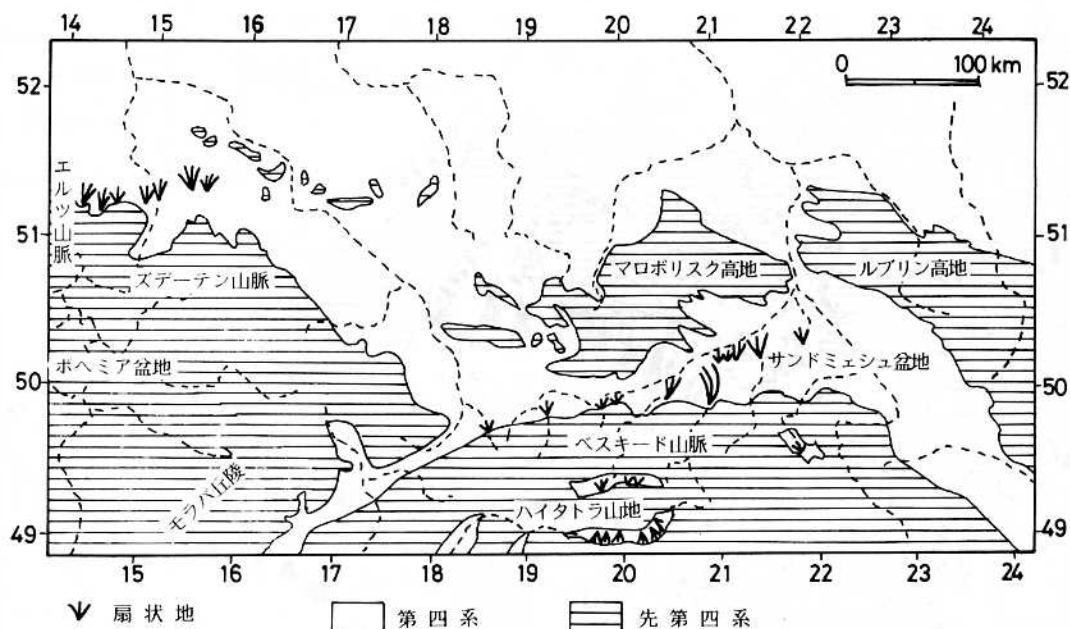 14 15 16 17 18 19 20 21 22 23 24
0 100 km
52 52
エルツ山脈
51 51
ズデーテン山脈
マロポリスク高地
ルブリン高地
ボヘミア盆地
サンドミェシュ盆地
50 50
ベスキード山脈
モラバ丘陵
ハイタトラ山地
49 49
15 16 17 18 19 20 21 22 23 24
扇状地 第四系 先第四系